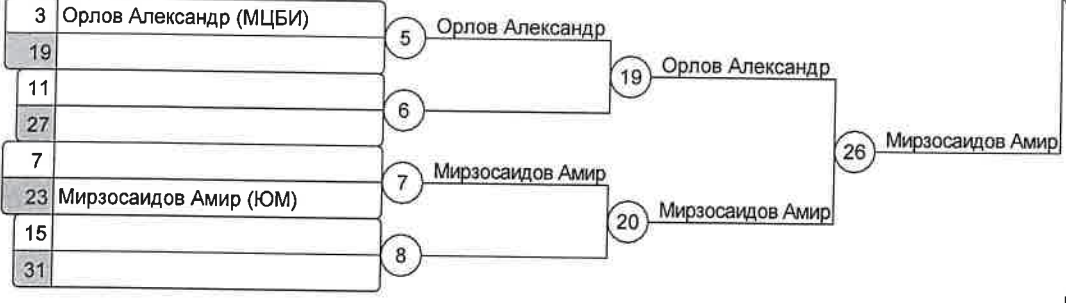 3 Орлов Александр (МЦБИ)
19
5 Орлов Александр
11
27
6
19 Орлов Александр
7
23 Мирзосаидов Амир (ЮМ)
7 Мирзосаидов Амир
15
31
8
20 Мирзосаидов Амир
26 Мирзосаидов Амир